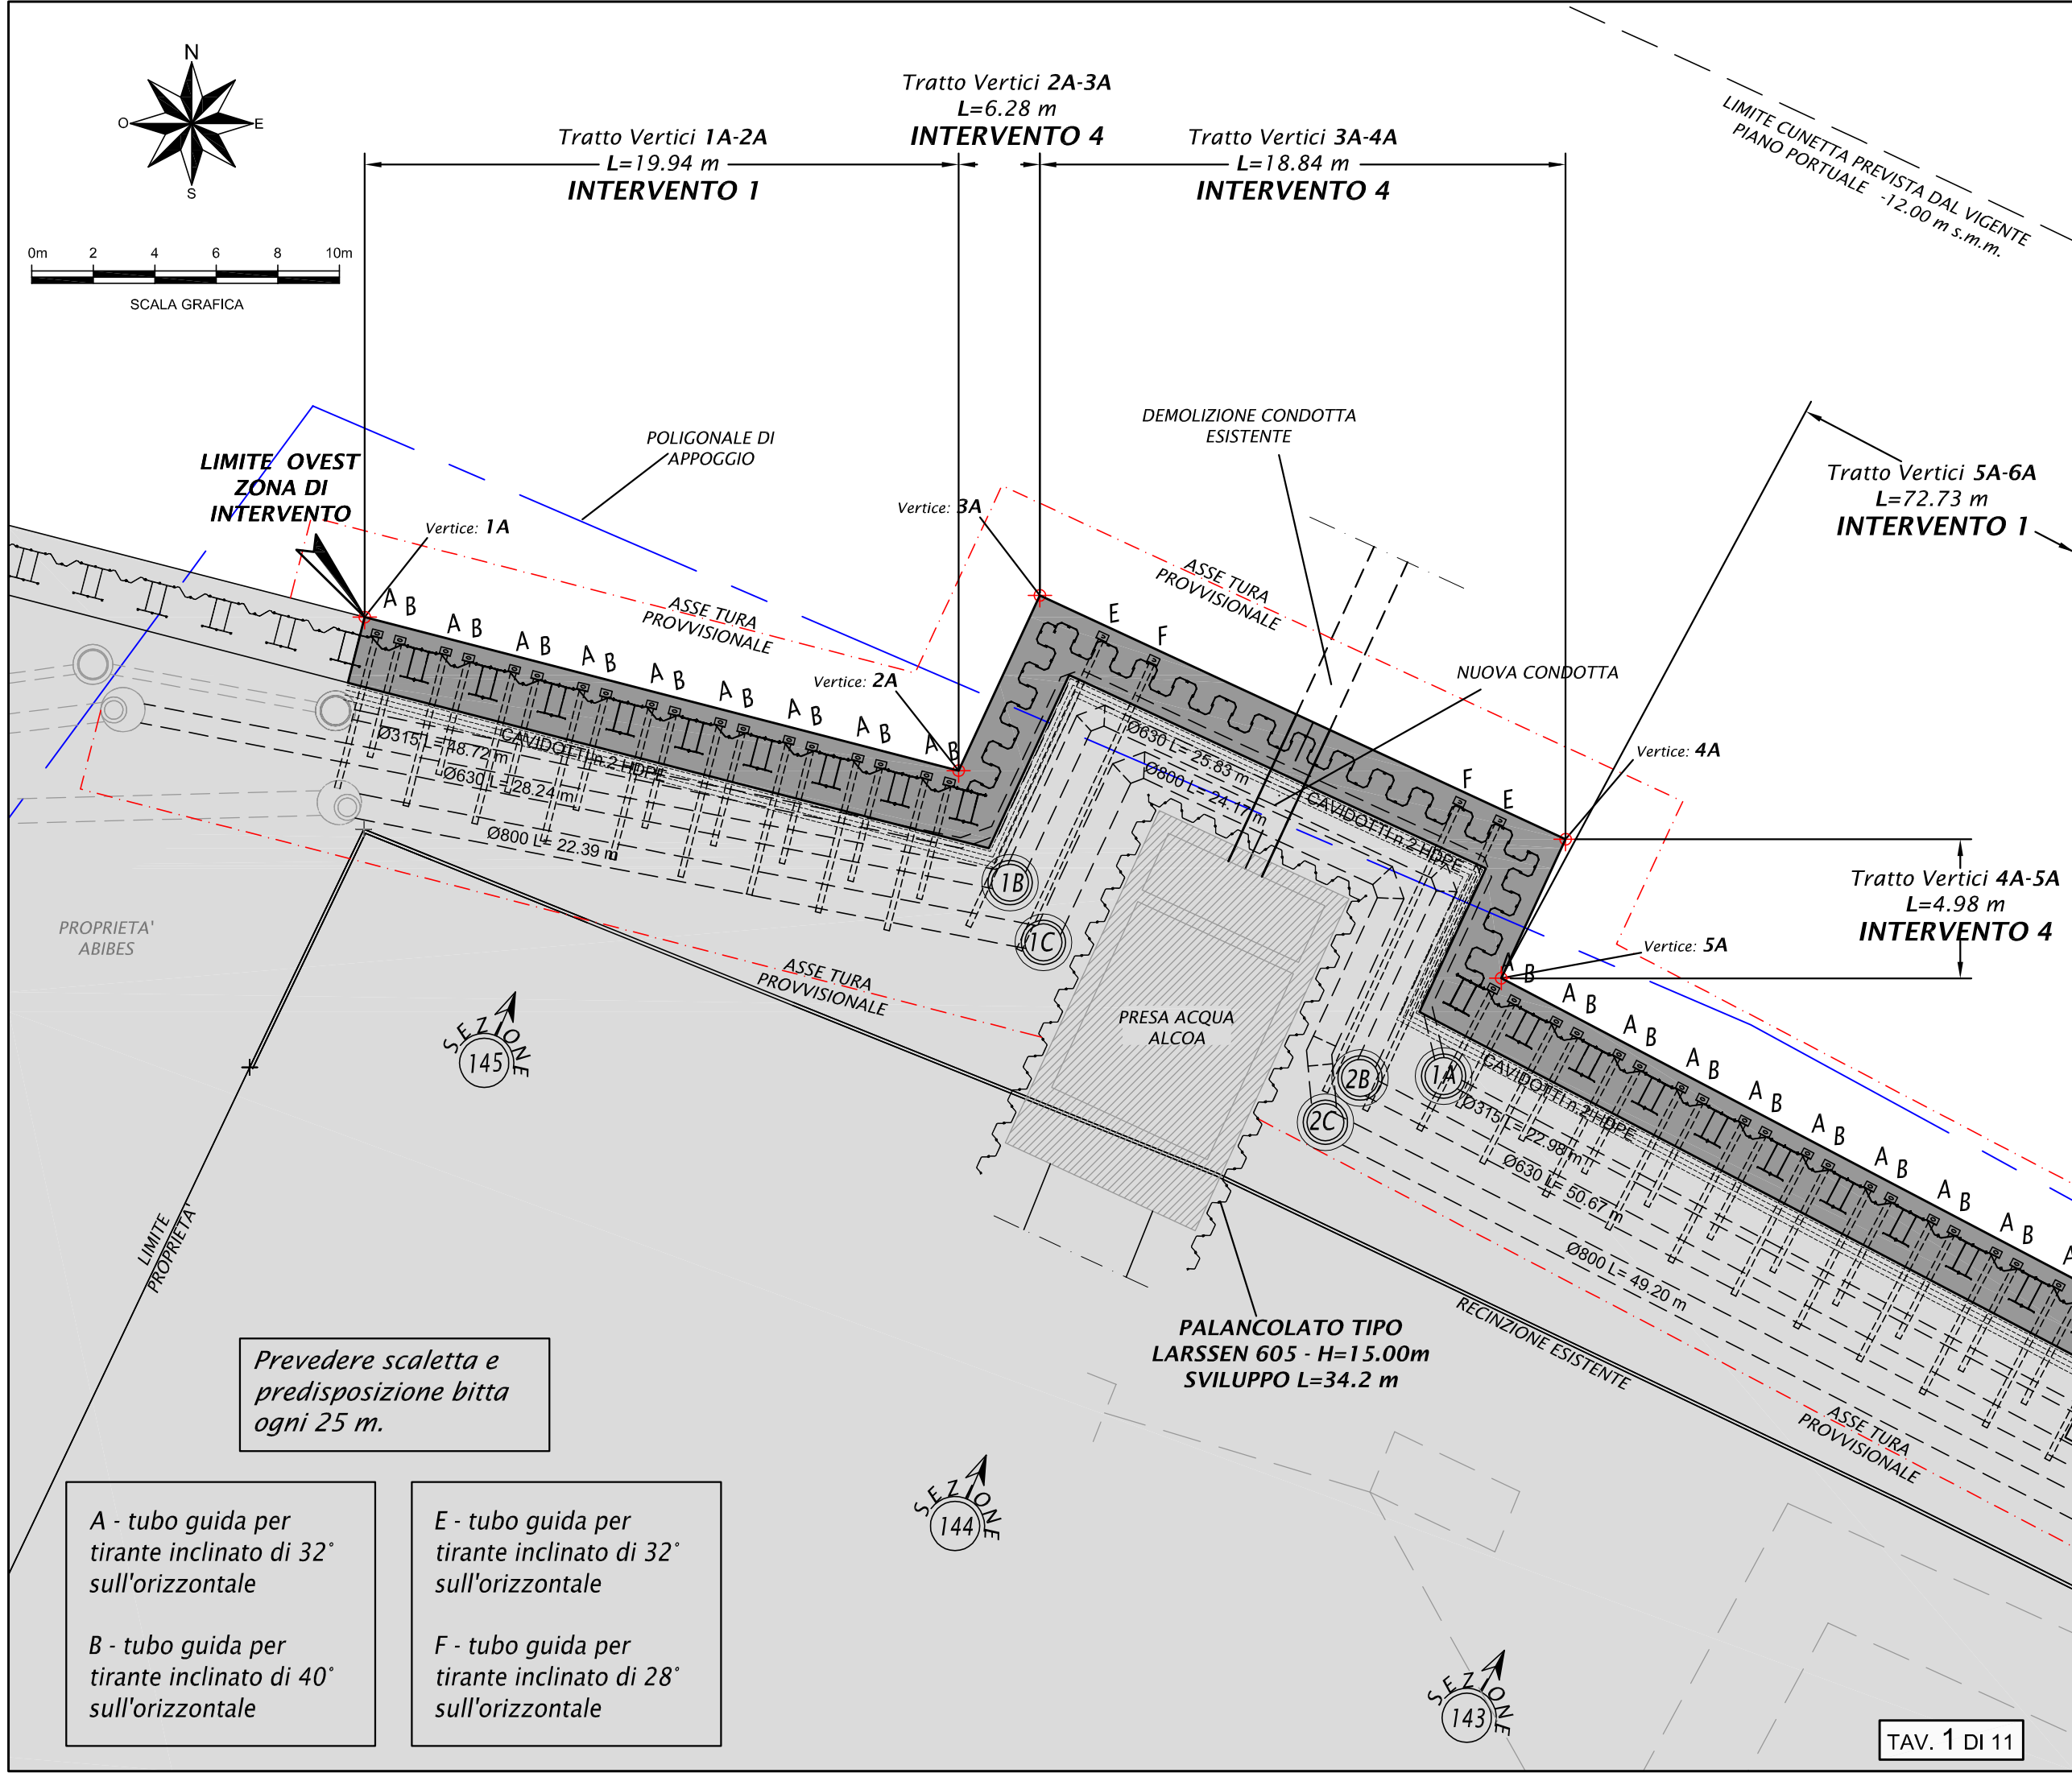 N
O
E
S
0m 2 4 6 8 10m
SCALA GRAFICA
Tratto Vertici 1A-2A
L=19.94 m
INTERVENTO 1
Tratto Vertici 2A-3A
L=6.28 m
INTERVENTO 4
Tratto Vertici 3A-4A
L=18.84 m
INTERVENTO 4
LIMITE CUNETTA PREVISTA DAL VIGENTE
PIANO PORTUALE -12.00 m s.m.m.
LIMITE OVEST
ZONA DI
INTERVENTO
POLIGONALE DI
APPOGGIO
DEMOLIZIONE CONDOTTA
ESISTENTE
Tratto Vertici 5A-6A
L=72.73 m
INTERVENTO 1
Vertice: 1A
Vertice: 3A
ASSE TURA
PROVVISIONALE
ASSE TURA
PROVVISIONALE
A B A B A B A B A B A B A B A B A B
E F
Vertice: 2A
NUOVA CONDOTTA
Vertice: 4A
F E
Ø315 L= 48.72 m
CAVIDOTTI n.2 HDPE
Ø630 L= 28.24 m
Ø800 L= 22.39 m
Ø630 L= 25.83 m
Ø800 L= 24.17 m
CAVIDOTTI n.2 HDPE
Tratto Vertici 4A-5A
L=4.98 m
INTERVENTO 4
1B
1C
Vertice: 5A
PROPRIETA'
ABIBES
ASSE TURA
PROVVISIONALE
PRESA ACQUA
ALCOA
A B A B A B A B A B A B A B A B A B A
SEZIONE
145
2B
1A
2C
CAVIDOTTI n.2 HDPE
Ø315 L= 22.98 m
Ø630 L= 50.67 m
Ø800 L= 49.20 m
LIMITE
PROPRIETA'
PALANCOLATO TIPO
LARSSEN 605 - H=15.00m
SVILUPPO L=34.2 m
RECINZIONE ESISTENTE
ASSE TURA
PROVVISIONALE
Prevedere scaletta e
predisposizione bitta
ogni 25 m.
SEZIONE
144
A - tubo guida per
tirante inclinato di 32°
sull'orizzontale
B - tubo guida per
tirante inclinato di 40°
sull'orizzontale
E - tubo guida per
tirante inclinato di 32°
sull'orizzontale
F - tubo guida per
tirante inclinato di 28°
sull'orizzontale
SEZIONE
143
TAV. 1 DI 11